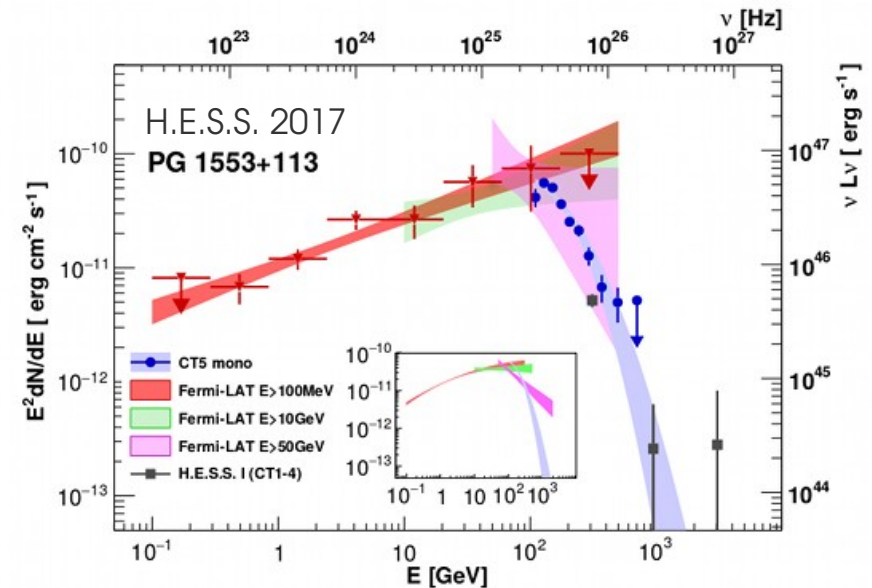 ν [Hz]
10²³ 10²⁴ 10²⁵ 10²⁶ 10²⁷
H.E.S.S. 2017
PG 1553+113
E²dN/dE [ erg cm⁻² s⁻¹ ]
10⁻¹⁰
10⁻¹¹
10⁻¹²
10⁻¹³
ν Lν [ erg s⁻¹ ]
10⁴⁷
10⁴⁶
10⁴⁵
10⁴⁴
CT5 mono
Fermi-LAT E>100MeV
Fermi-LAT E>10GeV
Fermi-LAT E>50GeV
H.E.S.S. I (CT1-4)
10⁻¹⁰
10⁻¹¹
10⁻¹²
10⁻¹³
10⁻¹ 1 10 10² 10³
10⁻¹ 1 10 10² 10³
E [GeV]